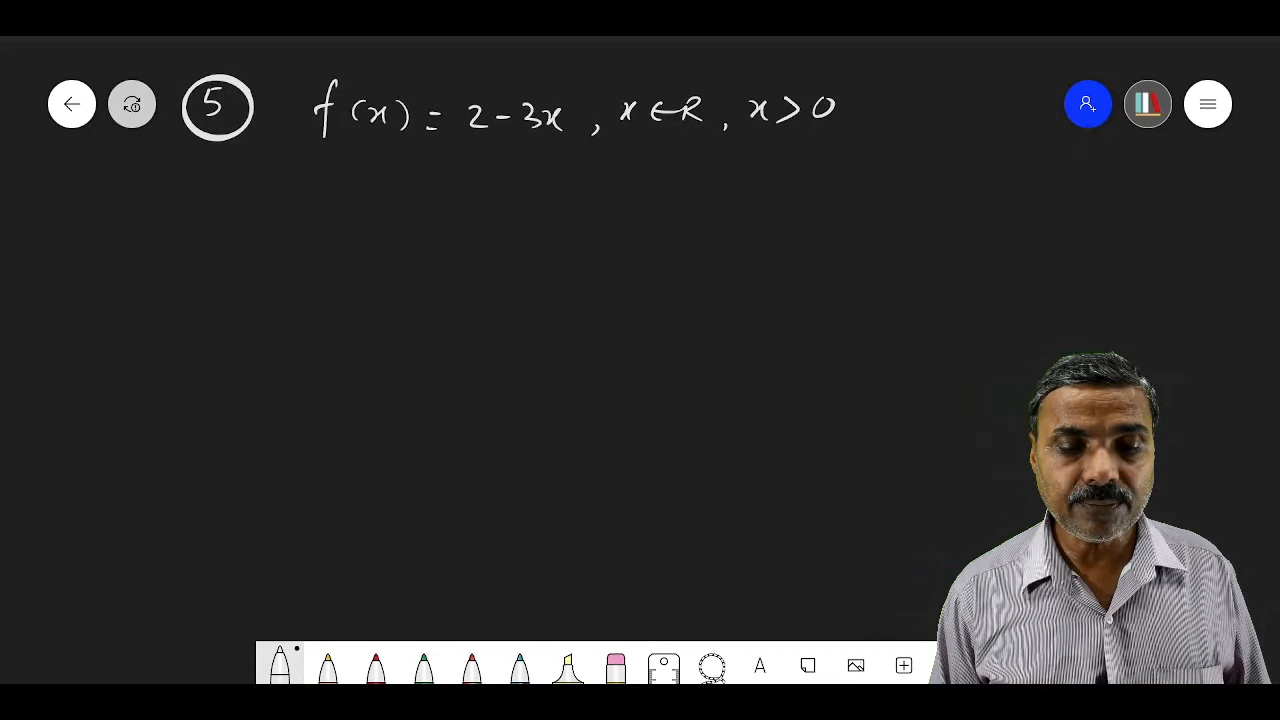 5 f(x) = 2 - 3x , x ∈ R , x > 0
A